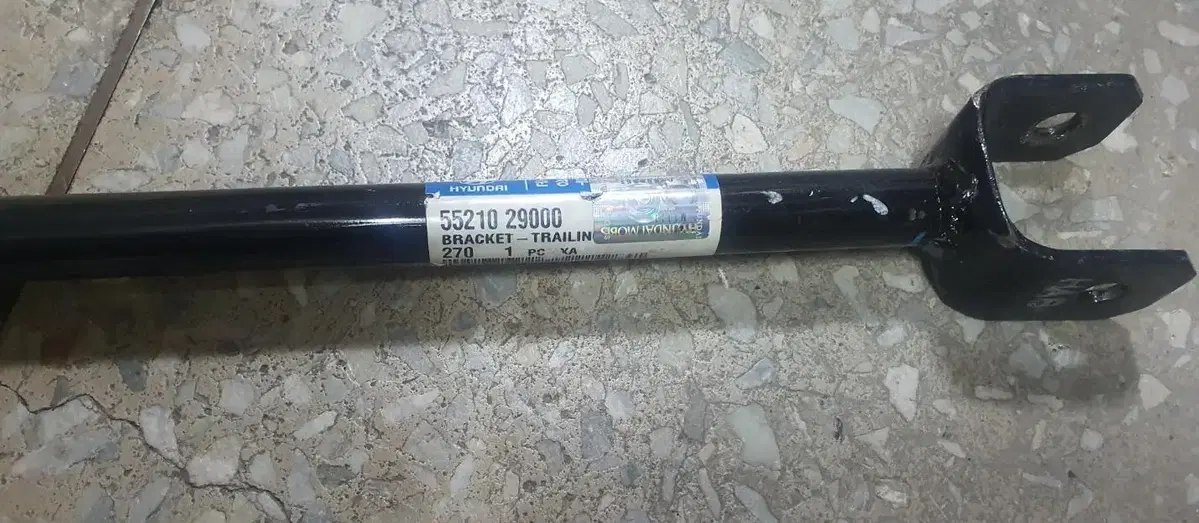 HYUNDAI
55210 29000
BRACKET-TRAILIN
270 1 PC XA
HYUNDAI MOBIS